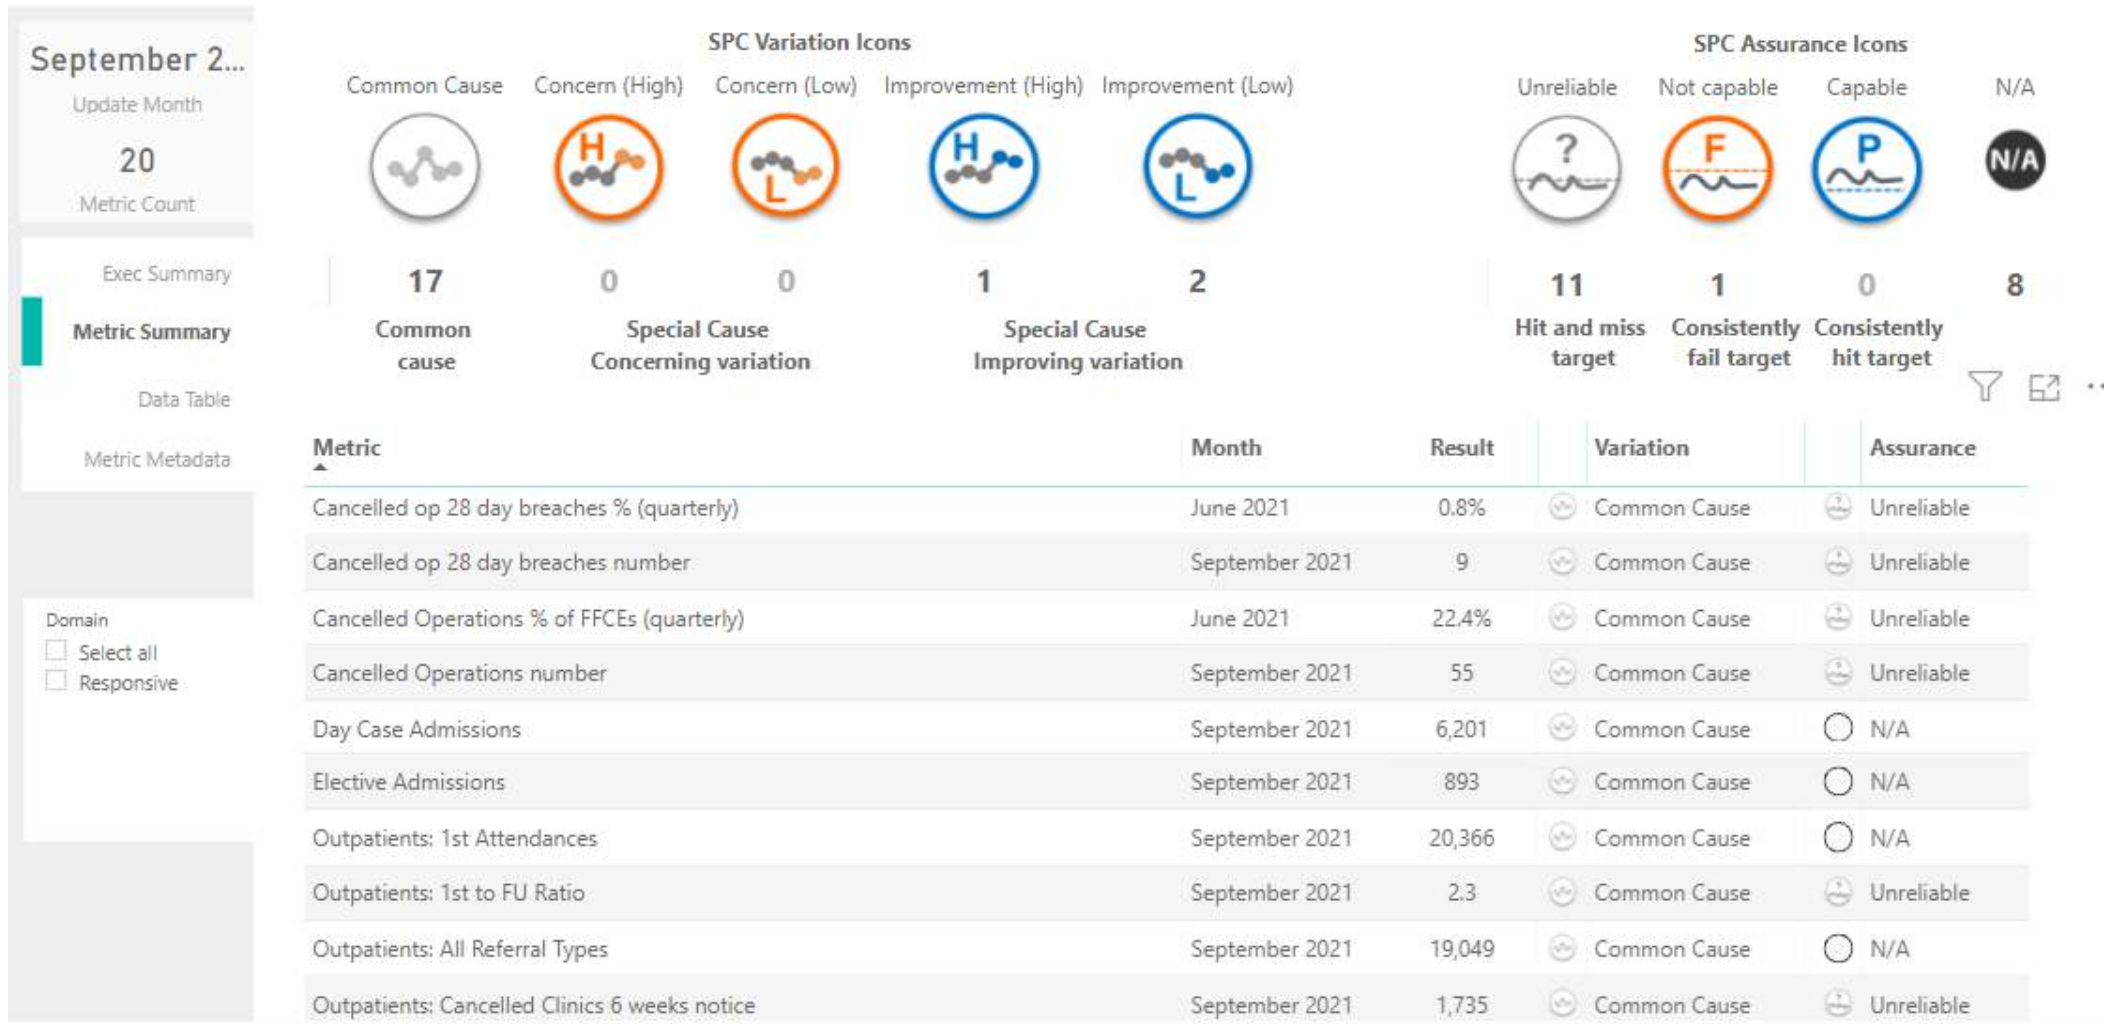 September 2...
Update Month
20
Metric Count
Exec Summary
Metric Summary
Data Table
Metric Metadata
Domain
Select all
Responsive
SPC Variation Icons
Common Cause Concern (High) Concern (Low) Improvement (High) Improvement (Low)
H L H L
17 0 0 1 2
Common cause
Special Cause Concerning variation
Special Cause Improving variation
SPC Assurance Icons
Unreliable Not capable Capable N/A
? F P N/A
11 1 0 8
Hit and miss target
Consistently fail target
Consistently hit target
Metric Month Result Variation Assurance
Cancelled op 28 day breaches % (quarterly) June 2021 0.8% Common Cause Unreliable
Cancelled op 28 day breaches number September 2021 9 Common Cause Unreliable
Cancelled Operations % of FFCEs (quarterly) June 2021 22.4% Common Cause Unreliable
Cancelled Operations number September 2021 55 Common Cause Unreliable
Day Case Admissions September 2021 6,201 Common Cause N/A
Elective Admissions September 2021 893 Common Cause N/A
Outpatients: 1st Attendances September 2021 20,366 Common Cause N/A
Outpatients: 1st to FU Ratio September 2021 2.3 Common Cause Unreliable
Outpatients: All Referral Types September 2021 19,049 Common Cause N/A
Outpatients: Cancelled Clinics 6 weeks notice September 2021 1,735 Common Cause Unreliable